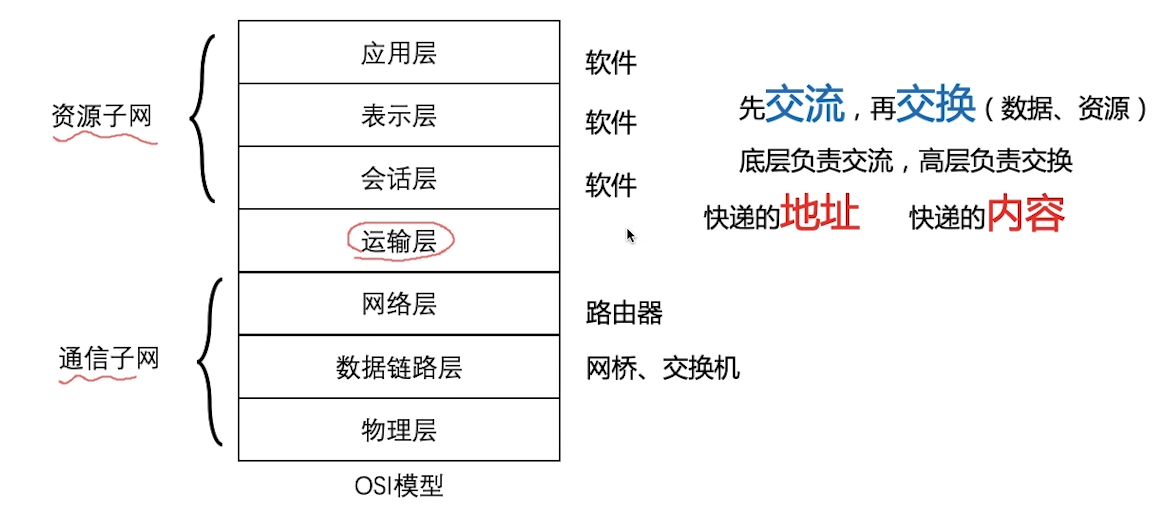 应用层
软件
表示层
软件
会话层
软件
资源子网
运输层
网络层
路由器
数据链路层
网桥、交换机
物理层
通信子网
OSI模型
先交流，再交换（数据、资源）
底层负责交流，高层负责交换
快递的地址 快递的内容